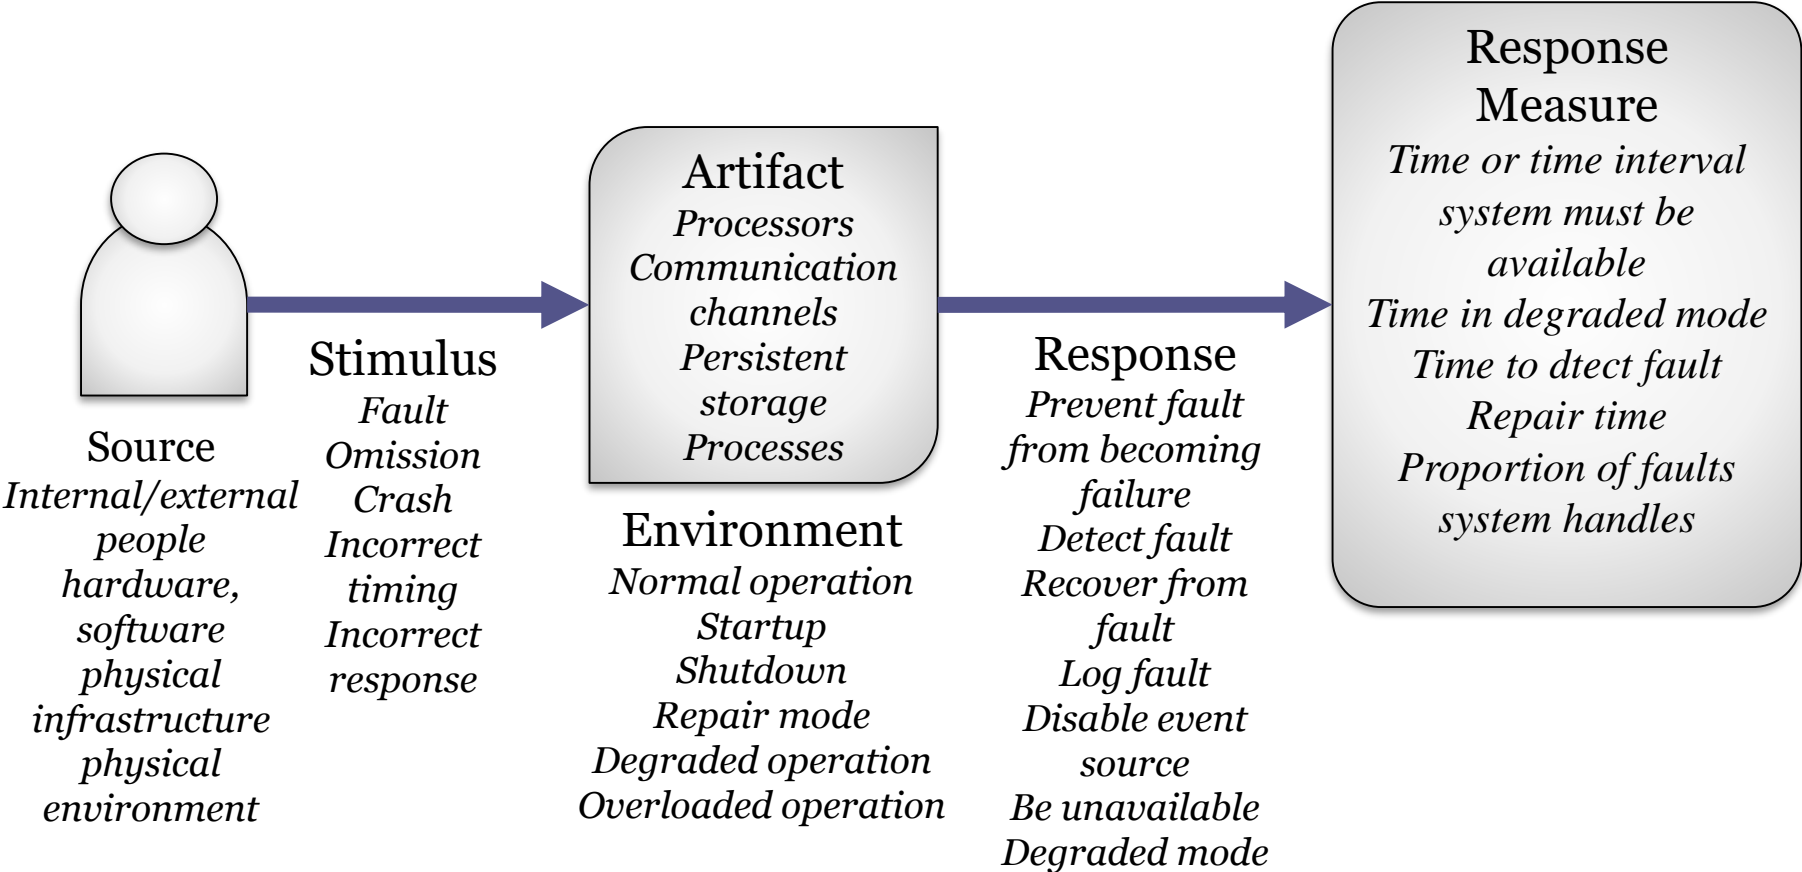 Source
Internal/external
people
hardware,
software
physical
infrastructure
physical
environment
Stimulus
Fault
Omission
Crash
Incorrect
timing
Incorrect
response
Artifact
Processors
Communication
channels
Persistent
storage
Processes
Environment
Normal operation
Startup
Shutdown
Repair mode
Degraded operation
Overloaded operation
Response
Prevent fault
from becoming
failure
Detect fault
Recover from
fault
Log fault
Disable event
source
Be unavailable
Degraded mode
Response
Measure
Time or time interval
system must be
available
Time in degraded mode
Time to dtect fault
Repair time
Proportion of faults
system handles